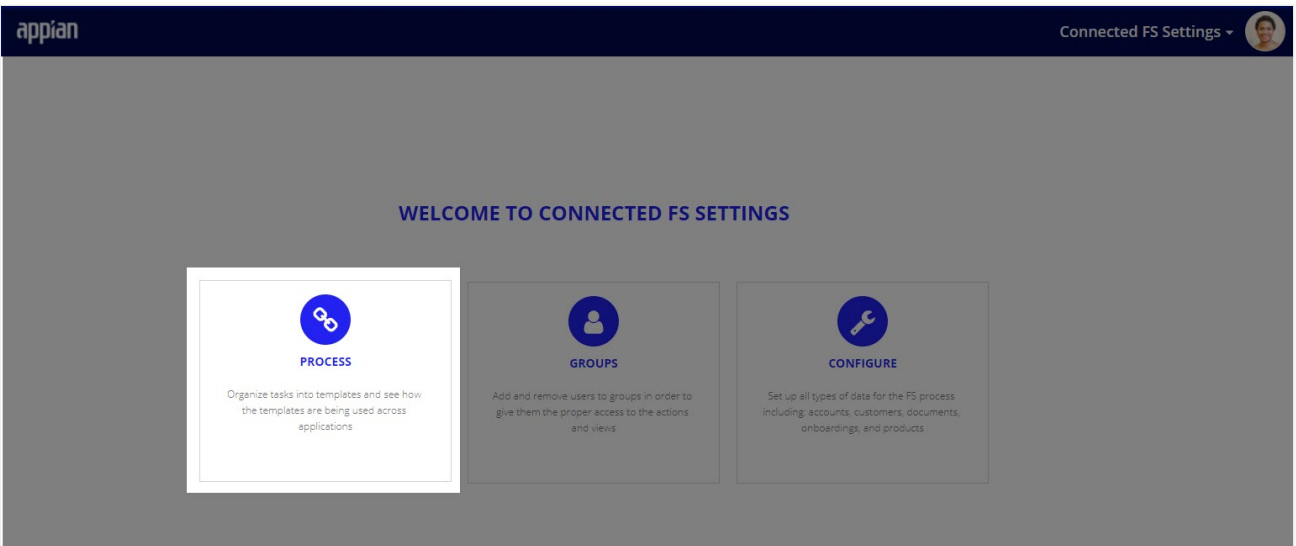 appian
Connected FS Settings
WELCOME TO CONNECTED FS SETTINGS
PROCESS
Organize tasks into templates and see how
the templates are being used across
applications
GROUPS
Add and remove users to groups in order to
give them the proper access to the actions
and views
CONFIGURE
Set up all types of data for the FS process
including: accounts, customers, documents,
onboardings, and products